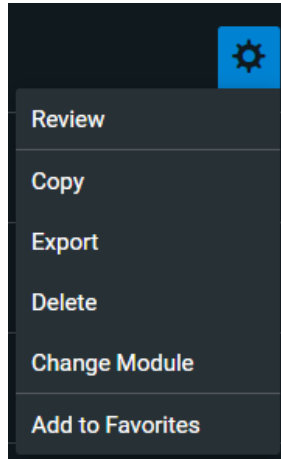 Review
Copy
Export
Delete
Change Module
Add to Favorites